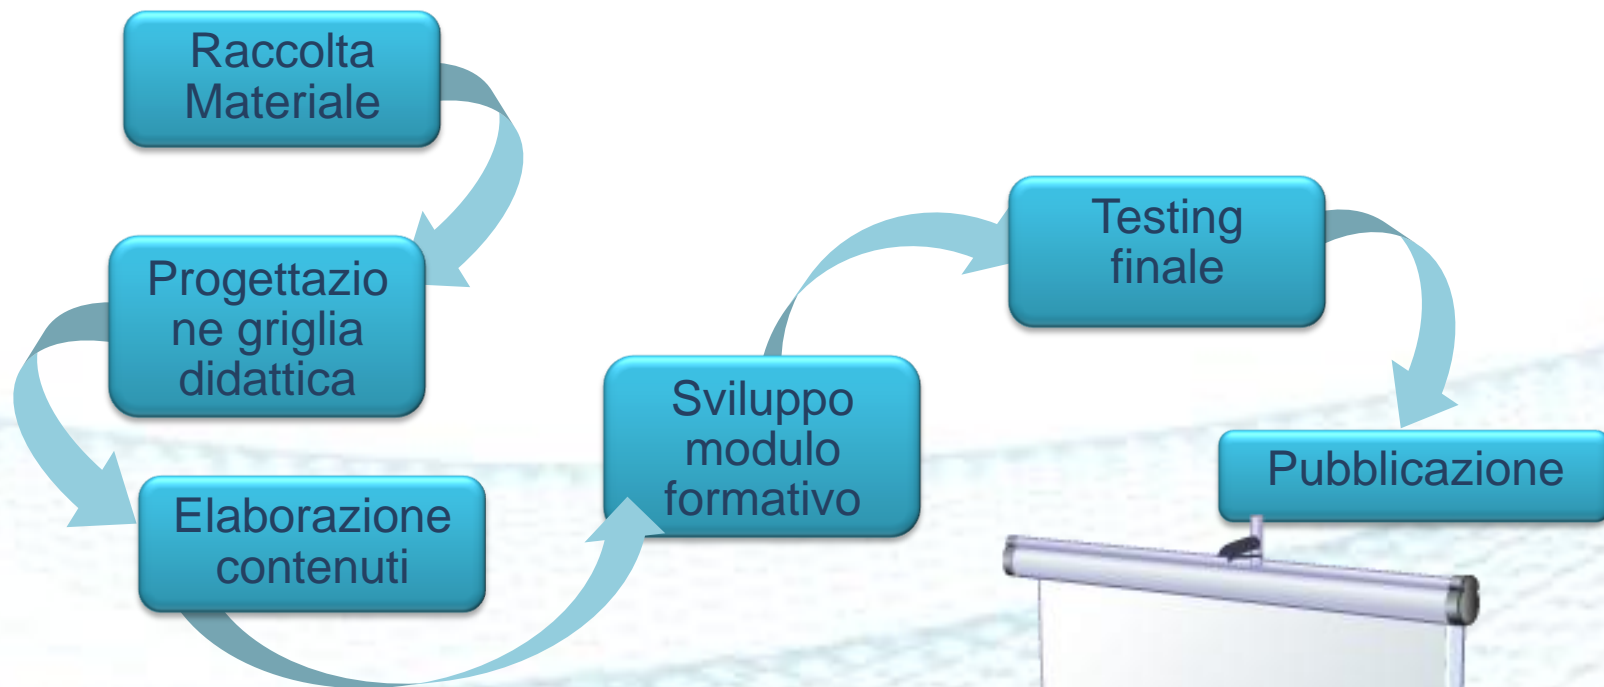 Raccolta
Materiale
Progettazio
ne griglia
didattica
Elaborazione
contenuti
Sviluppo
modulo
formativo
Testing
finale
Pubblicazione